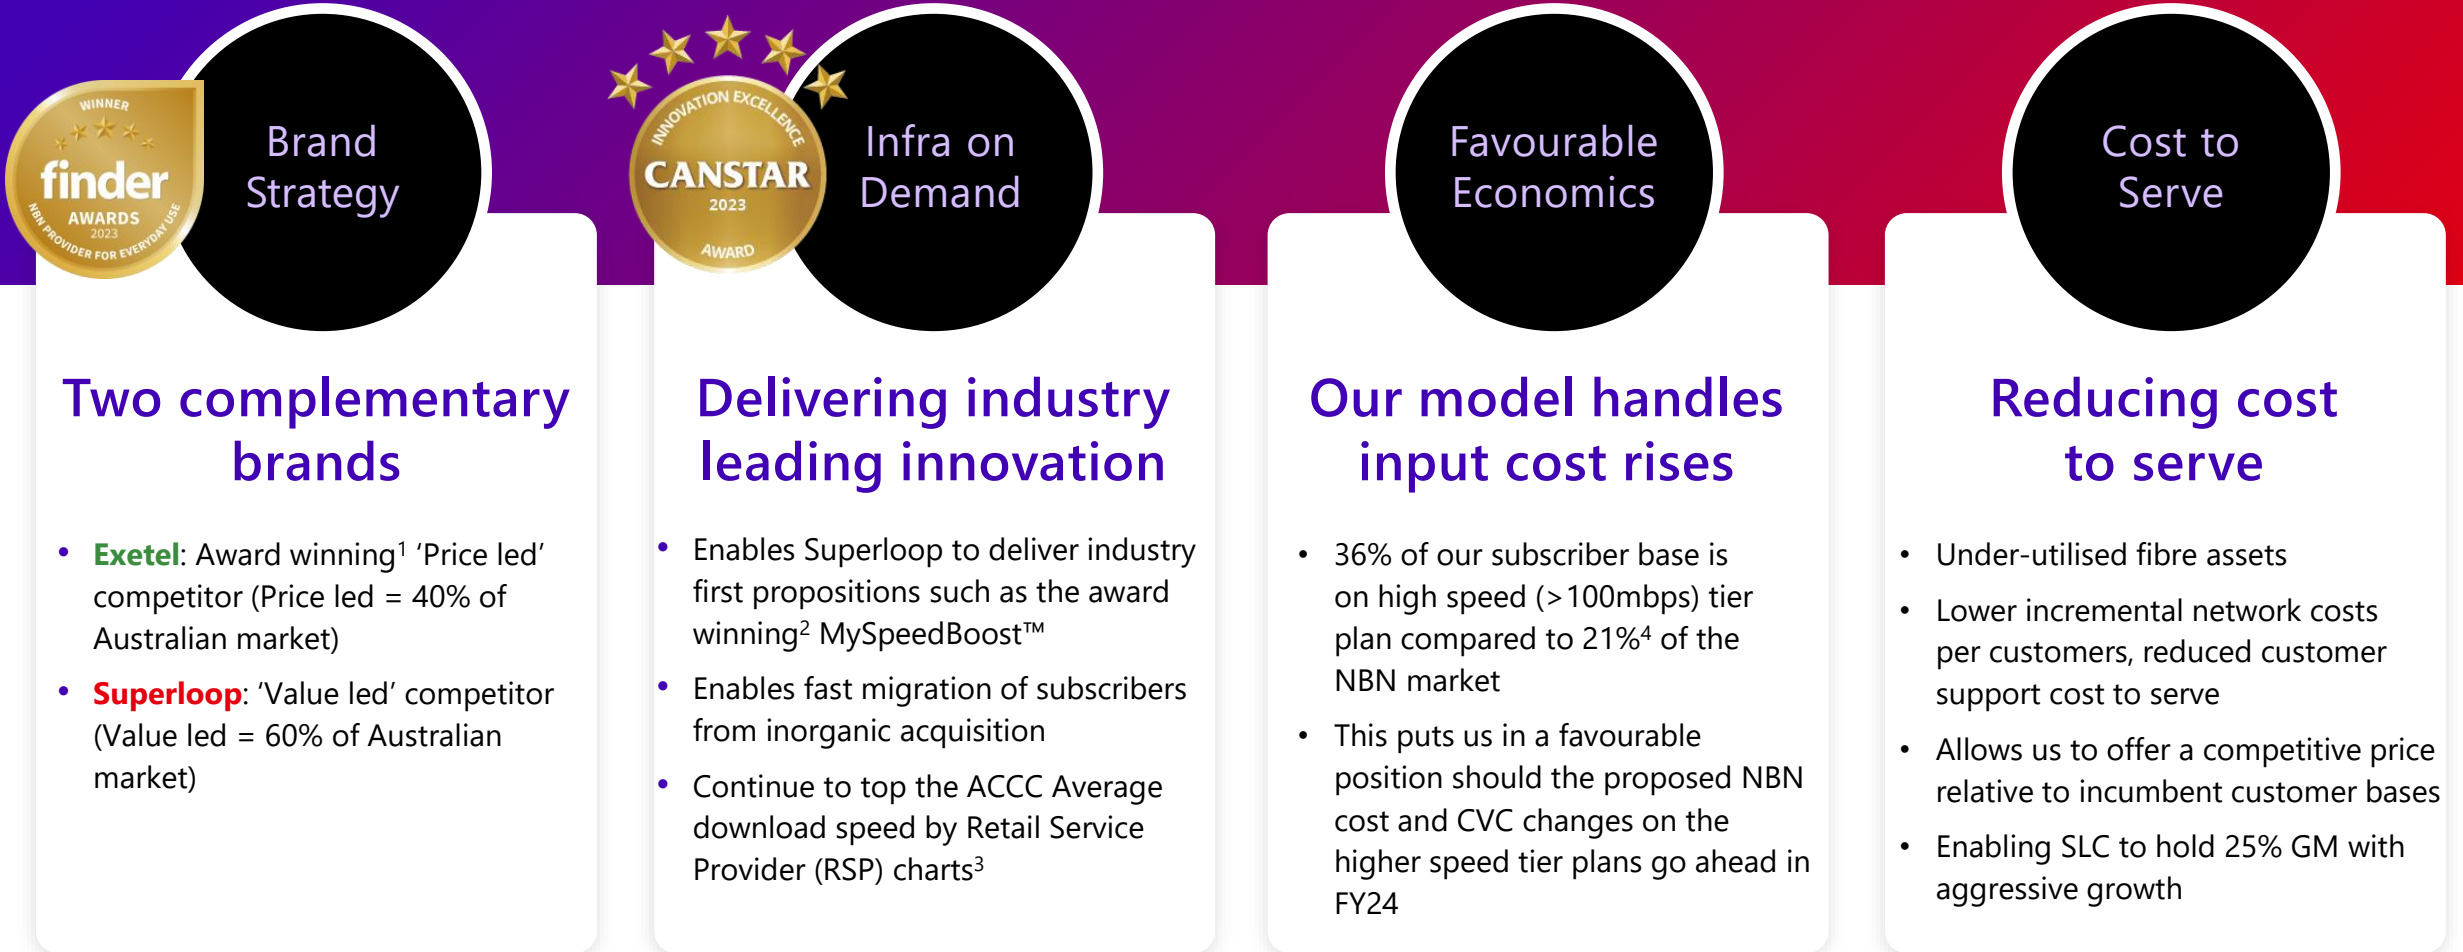 WINNER
finder
AWARDS
2023
NBN PROVIDER FOR EVERYDAY USE
Brand
Strategy
Two complementary
brands
• Exetel: Award winning¹ ‘Price led’
competitor (Price led = 40% of
Australian market)
• Superloop: ‘Value led’ competitor
(Value led = 60% of Australian
market)
INNOVATION EXCELLENCE
CANSTAR
2023
AWARD
Infra on
Demand
Delivering industry
leading innovation
• Enables Superloop to deliver industry
first propositions such as the award
winning² MySpeedBoost™
• Enables fast migration of subscribers
from inorganic acquisition
• Continue to top the ACCC Average
download speed by Retail Service
Provider (RSP) charts³
Favourable
Economics
Our model handles
input cost rises
• 36% of our subscriber base is
on high speed (>100mbps) tier
plan compared to 21%⁴ of the
NBN market
• This puts us in a favourable
position should the proposed NBN
cost and CVC changes on the
higher speed tier plans go ahead in
FY24
Cost to
Serve
Reducing cost
to serve
• Under-utilised fibre assets
• Lower incremental network costs
per customers, reduced customer
support cost to serve
• Allows us to offer a competitive price
relative to incumbent customer bases
• Enabling SLC to hold 25% GM with
aggressive growth